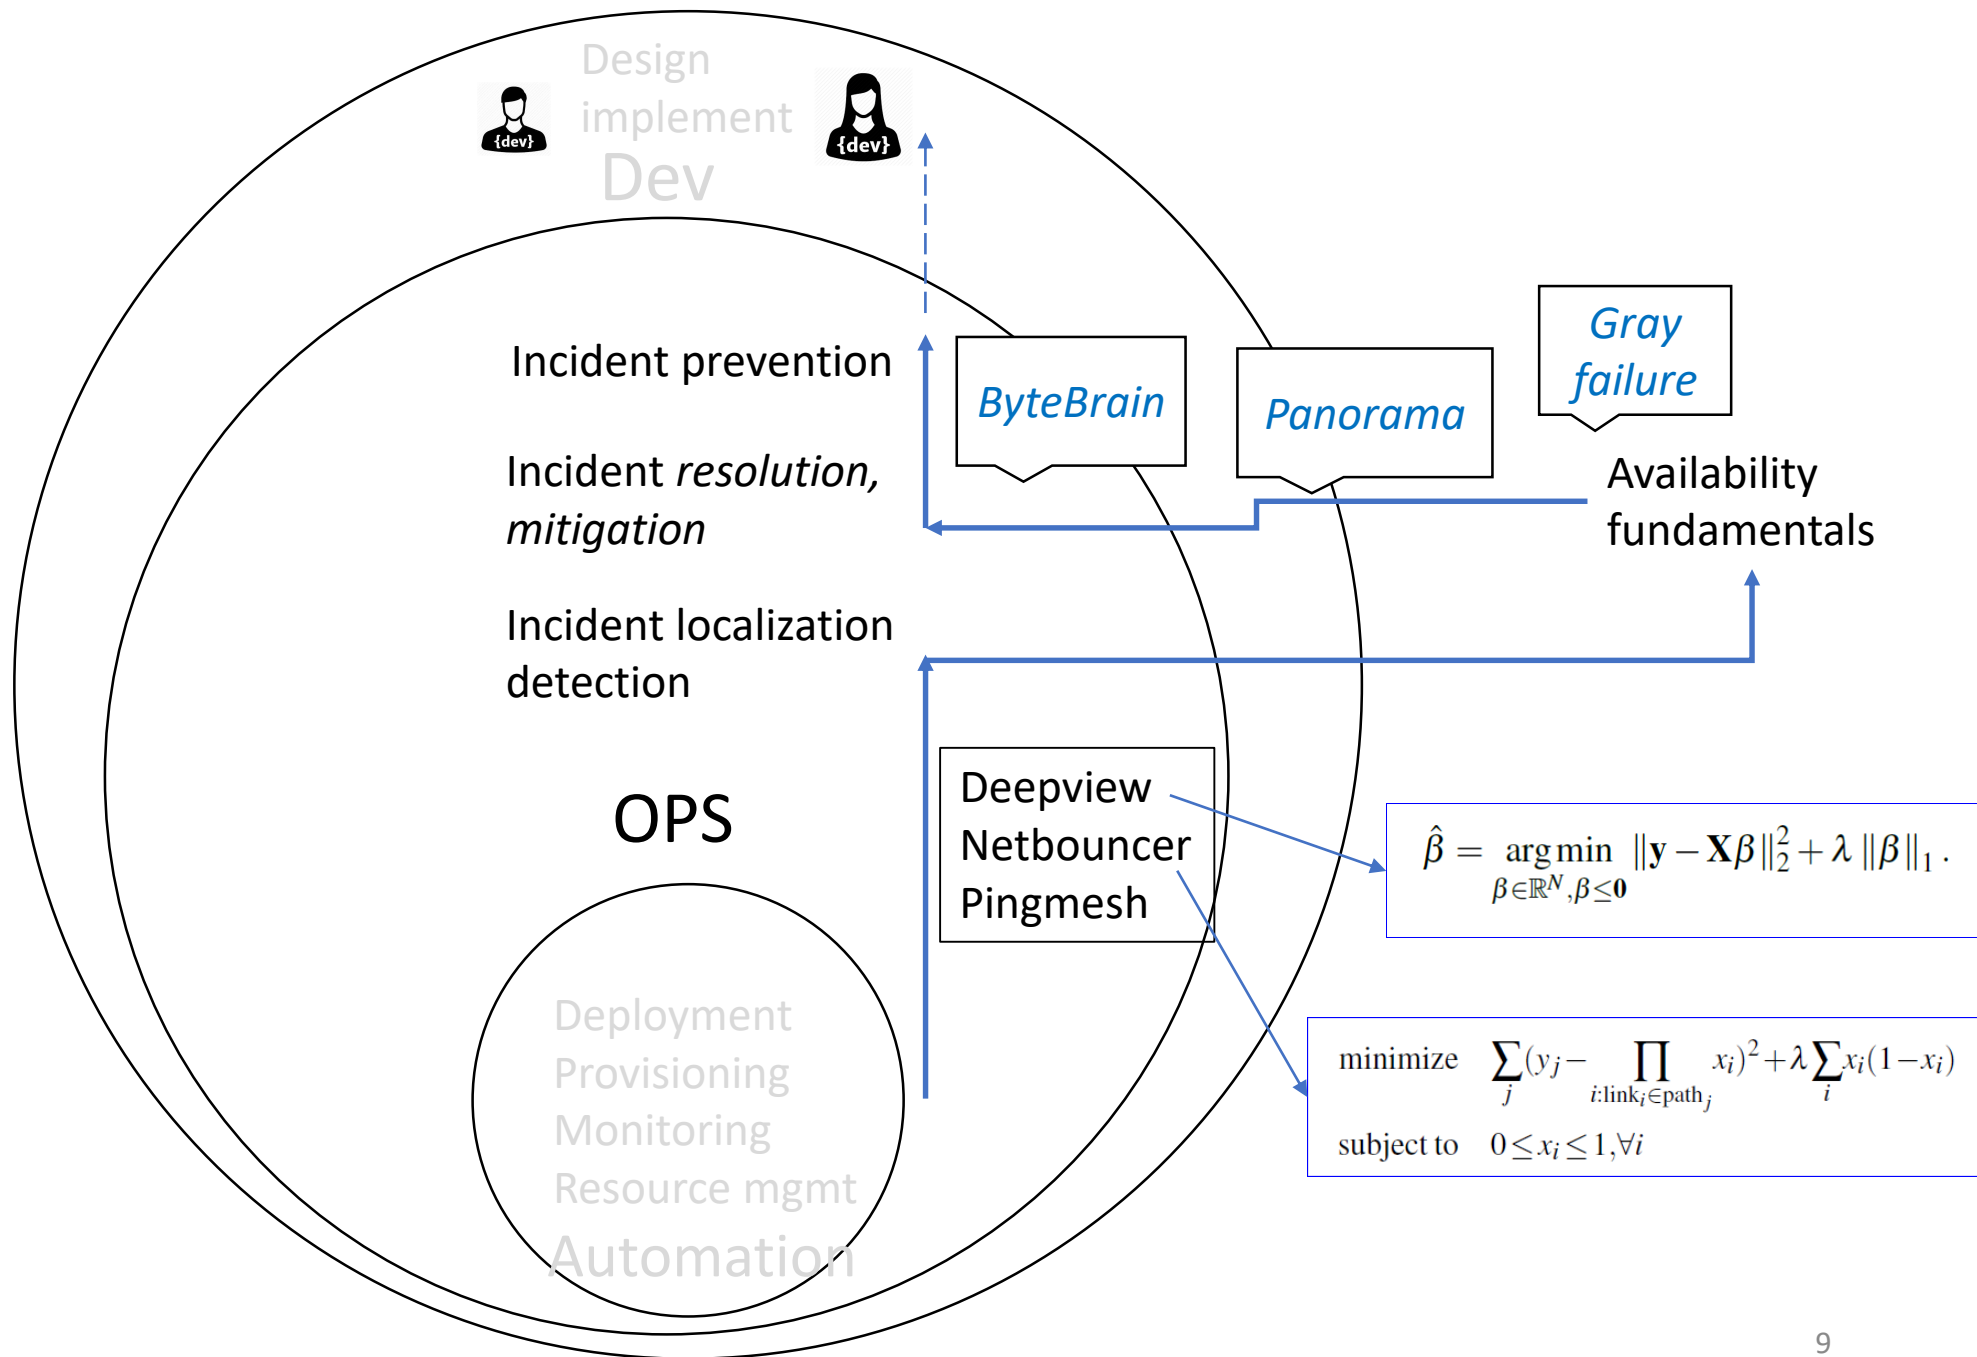 Design
implement
{dev}
{dev}
Dev
Incident prevention
ByteBrain
Panorama
Gray
failure
Incident resolution,
mitigation
Availability
fundamentals
Incident localization
detection
OPS
Deepview
Netbouncer
Pingmesh
β̂ = arg min ‖y − Xβ‖₂² + λ ‖β‖₁ .
β∈ℝᴺ, β≤0
minimize ∑(yⱼ − ∏ xᵢ)² + λ∑xᵢ(1−xᵢ)
j i:linkᵢ∈pathⱼ i
subject to 0≤xᵢ≤1,∀i
Deployment
Provisioning
Monitoring
Resource mgmt
Automation
9